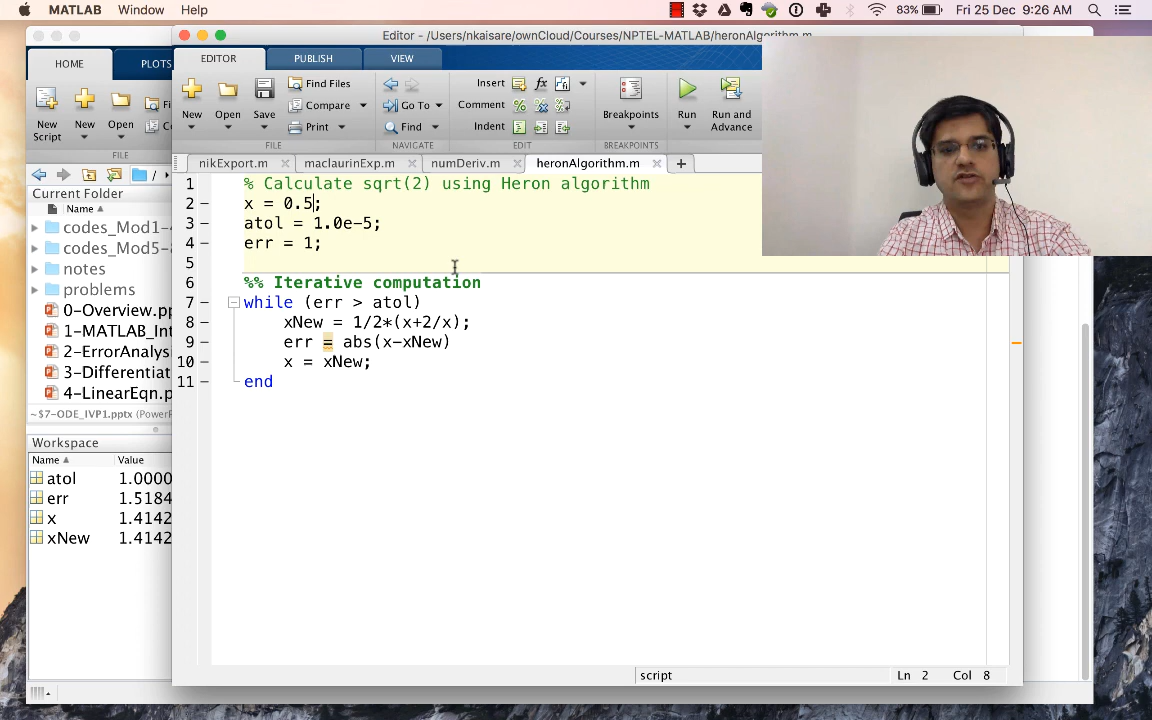 MATLAB Window Help 83% Fri 25 Dec 9:26 AM
Editor - /Users/nkaisare/ownCloud/Courses/NPTEL-MATLAB/heronAlgorithm.m
HOME PLOTS EDITOR PUBLISH VIEW
New Script New Open Fi
New Open Save Find Files Compare Print Go To Find Insert fx Comment % Indent Breakpoints Run Run and Advance
FILE FILE NAVIGATE EDIT BREAKPOINTS
nikExport.m maclaurinExp.m numDeriv.m heronAlgorithm.m
Current Folder
Name
codes_Mod1-4
codes_Mod5-8
notes
problems
0-Overview.pp
1-MATLAB_Int
2-ErrorAnalys
3-Differentiat
4-LinearEqn.p
~$7-ODE_IVP1.pptx (PowerP
Workspace
Name Value
atol 1.0000
err 1.5184
x 1.4142
xNew 1.4142
1 % Calculate sqrt(2) using Heron algorithm
2 x = 0.5;
3 atol = 1.0e-5;
4 err = 1;
5
6 %% Iterative computation
7 while (err > atol)
8 xNew = 1/2*(x+2/x);
9 err = abs(x-xNew)
10 x = xNew;
11 end
script Ln 2 Col 8